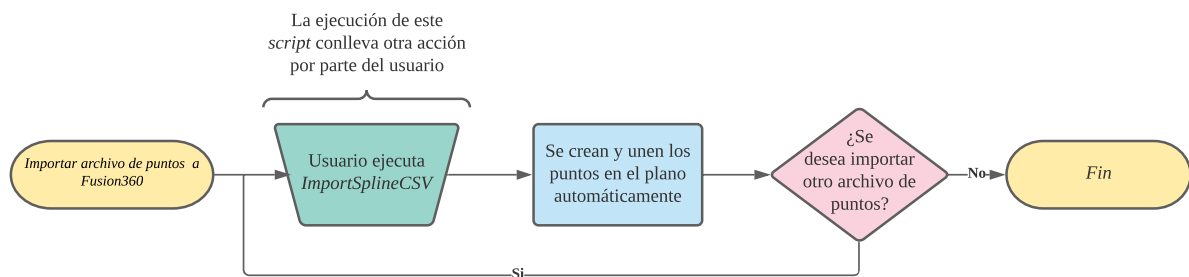 La ejecución de este
script conlleva otra acción
por parte del usuario
Importar archivo de puntos a
Fusion360
Usuario ejecuta
ImportSplineCSV
Se crean y unen los
puntos en el plano
automáticamente
¿Se
desea importar
otro archivo de
puntos?
No
Fin
Si